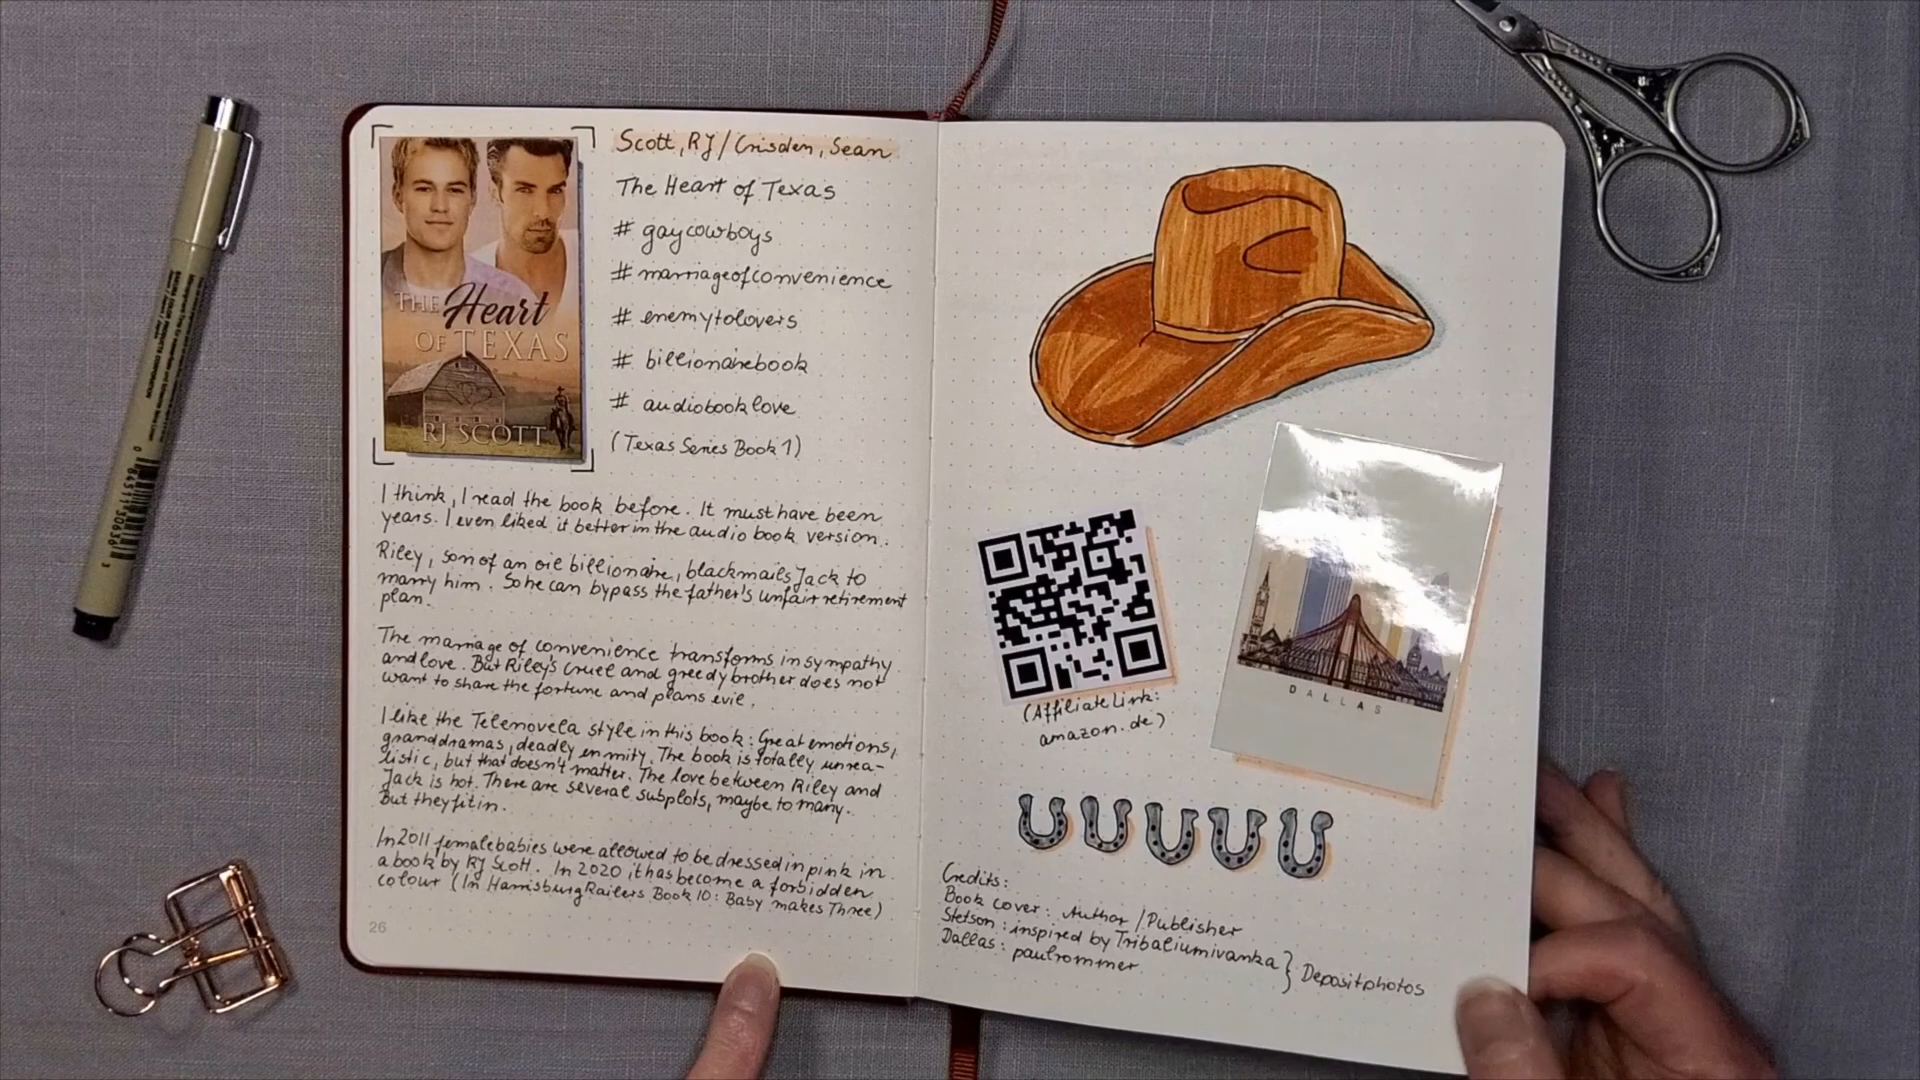 Scott, RJ / Crisden, Sean
The Heart of Texas
# gaycowboys
# marriageofconvenience
# enemytolovers
# billionairebook
# audiobooklove
(Texas Series Book 1)
THE Heart
OF TEXAS
RJ SCOTT
I think, I read the book before. It must have been
years. I even liked it better in the audio book version.
Riley, son of an oil billionaire, blackmails Jack to
marry him. So he can bypass the father's unfair retirement
plan.
The marriage of convenience transforms in sympathy
and love. But Riley's cruel and greedy brother does not
want to share the fortune and plans evil.
I like the Telenovela style in this book: Great emotions,
grand dramas, deadly enmity. The book is totally unrea-
listic, but that doesn't matter. The love between Riley and
Jack is hot. There are several subplots, maybe to many.
But they fit in.
In 2011 female babies were allowed to be dressed in pink in
a book by RJ Scott. In 2020 it has become a forbidden
colour (In Harrisburg Railers Book 10: Baby makes Three)
26
(Affiliate Link:
amazon.de)
DALLAS
Credits:
Book cover: Author / Publisher
Stetson: inspired by Tribaliumivanka } Depositphotos
Dallas: paulrommer